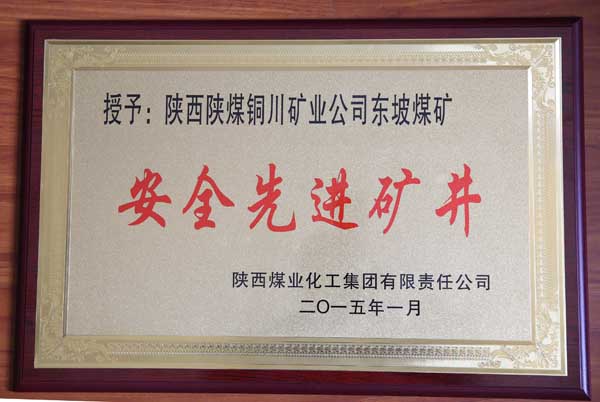 授予：陕西陕煤铜川矿业公司东坡煤矿
安全先进矿井
陕西煤业化工集团有限责任公司
二〇一五年一月